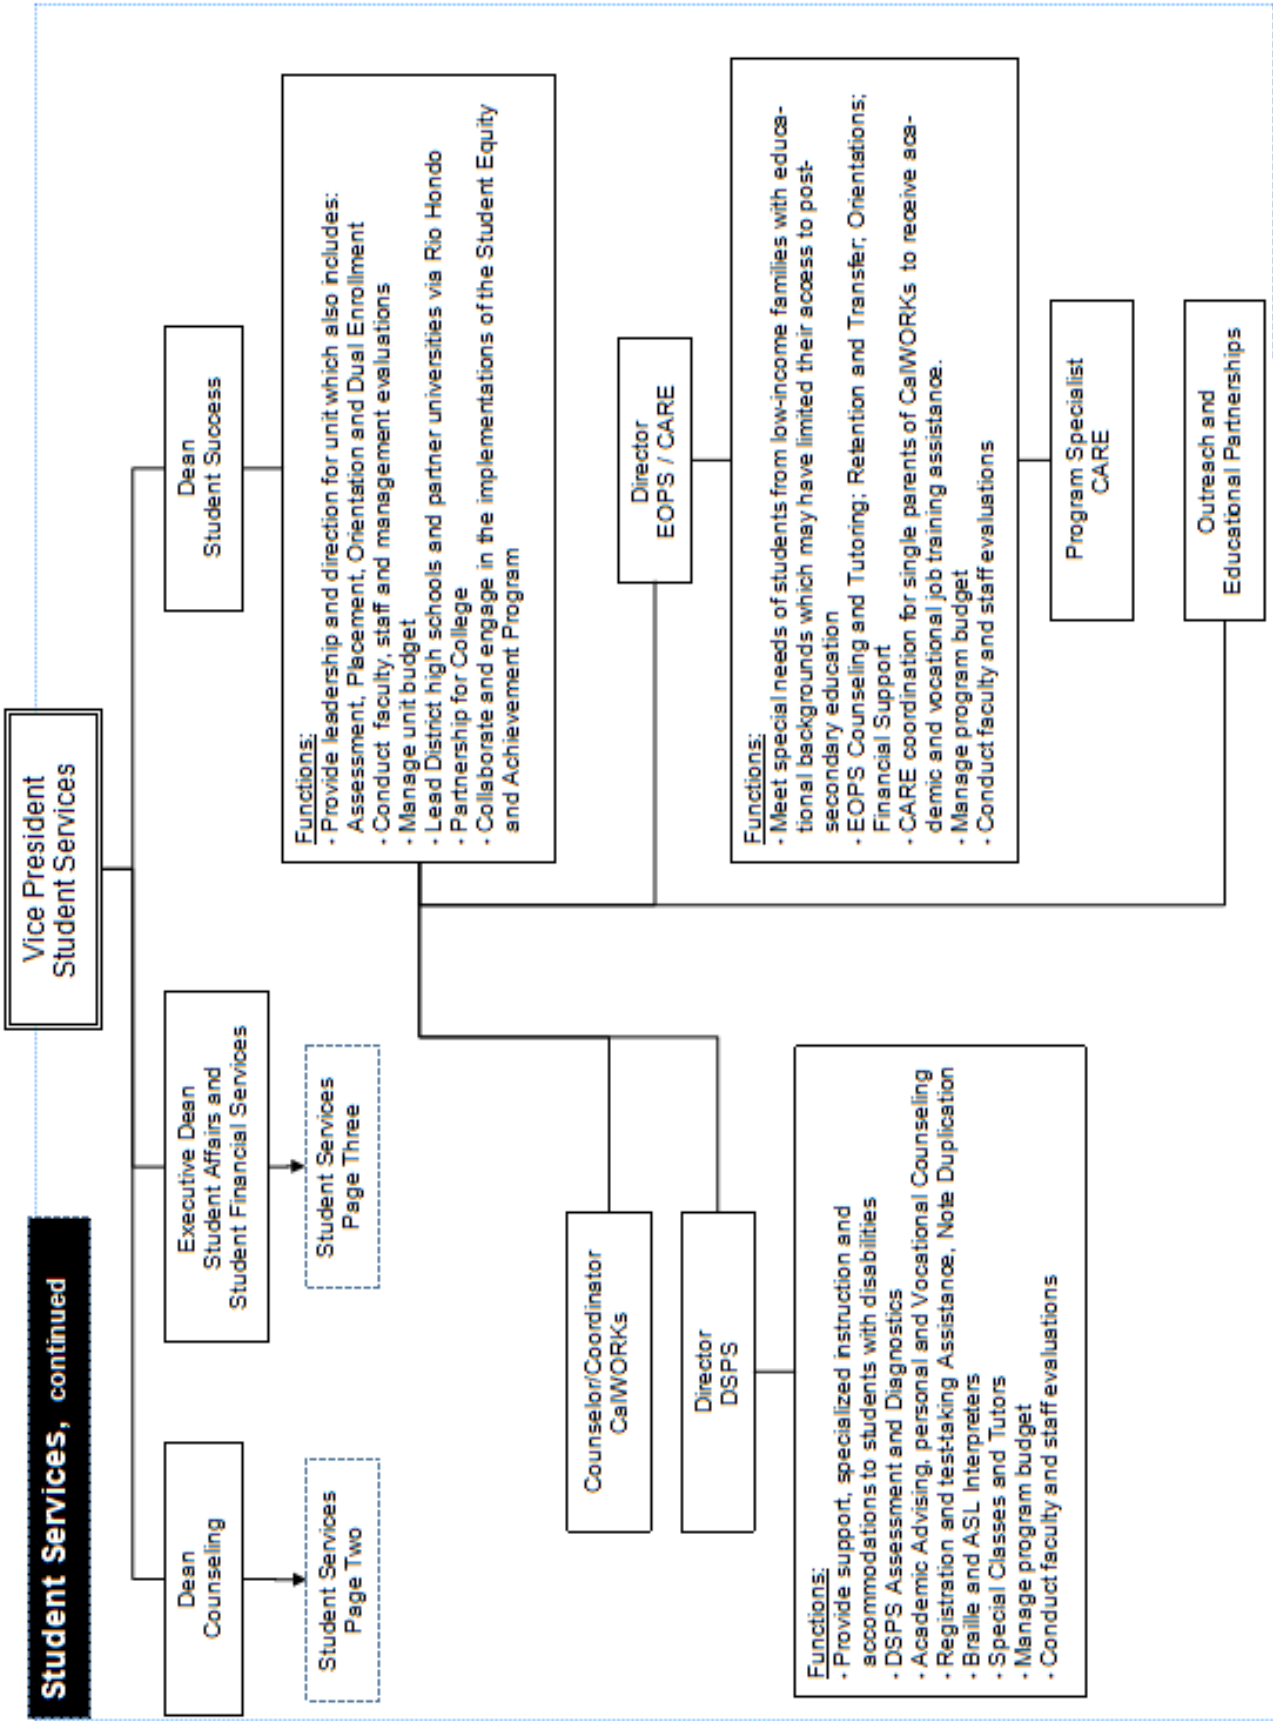 Student Services, continued
Vice President
Student Services
Dean
Counseling
Student Services
Page Two
Executive Dean
Student Affairs and
Student Financial Services
Student Services
Page Three
Dean
Student Success
Functions:
· Provide leadership and direction for unit which also includes:
Assessment, Placement, Orientation and Dual Enrollment
· Conduct faculty, staff and management evaluations
· Manage unit budget
· Lead District high schools and partner universities via Rio Hondo
· Partnership for College
· Collaborate and engage in the implementations of the Student Equity
and Achievement Program
Counselor/Coordinator
CalWORKs
Director
DSPS
Functions:
· Provide support, specialized instruction and
accommodations to students with disabilities
· DSPS Assessment and Diagnostics
· Academic Advising, personal and Vocational Counseling
· Registration and test-taking Assistance, Note Duplication
· Braille and ASL Interpreters
· Special Classes and Tutors
· Manage program budget
· Conduct faculty and staff evaluations
Director
EOPS / CARE
Functions:
· Meet special needs of students from low-income families with educa-
tional backgrounds which may have limited their access to post-
secondary education
· EOPS Counseling and Tutoring; Retention and Transfer; Orientations;
Financial Support
· CARE coordination for single parents of CalWORKs to receive aca-
demic and vocational job training assistance.
· Manage program budget
· Conduct faculty and staff evaluations
Program Specialist
CARE
Outreach and
Educational Partnerships